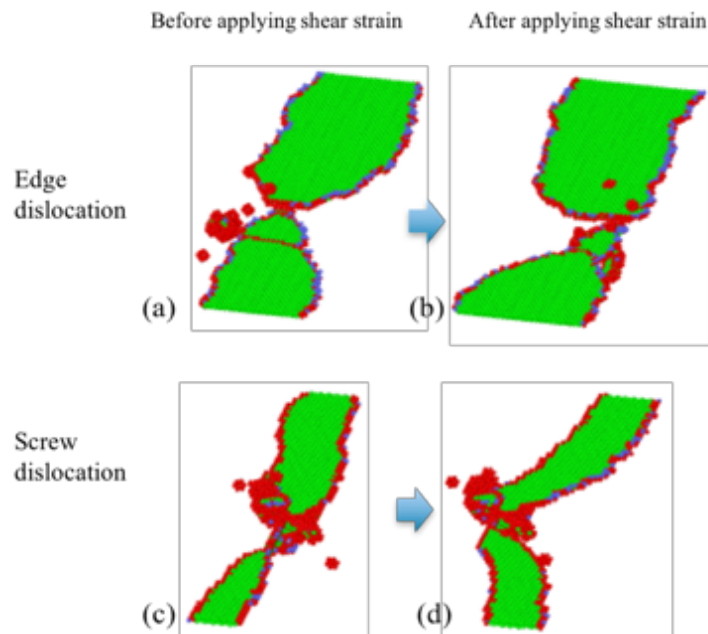 Before applying shear strain
After applying shear strain
Edge
dislocation
(a)
(b)
Screw
dislocation
(c)
(d)